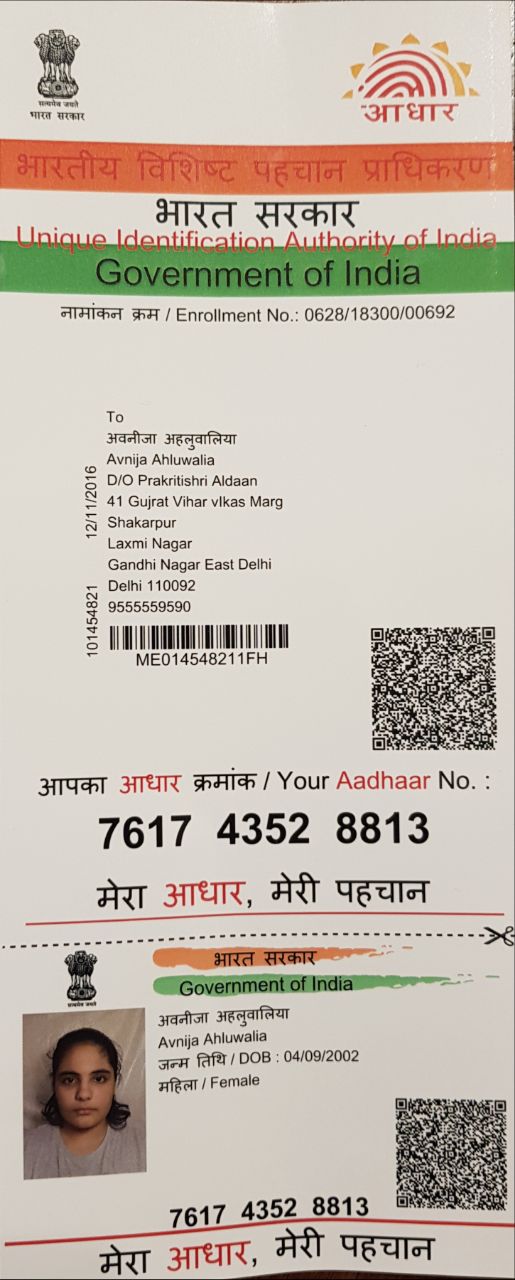 सत्यमेव जयते
भारत सरकार
आधार
भारतीय विशिष्ट पहचान प्राधिकरण
भारत सरकार
Unique Identification Authority of India
Government of India
नामांकन क्रम / Enrollment No.: 0628/18300/00692
To
अवनीजा अहलुवालिया
Avnija Ahluwalia
D/O Prakritishri Aldaan
41 Gujrat Vihar vlkas Marg
Shakarpur
Laxmi Nagar
Gandhi Nagar East Delhi
Delhi 110092
9555559590
101454821 12/11/2016
ME014548211FH
आपका आधार क्रमांक / Your Aadhaar No. :
7617 4352 8813
मेरा आधार, मेरी पहचान
भारत सरकार
Government of India
अवनीजा अहलुवालिया
Avnija Ahluwalia
जन्म तिथि / DOB : 04/09/2002
महिला / Female
7617 4352 8813
मेरा आधार, मेरी पहचान